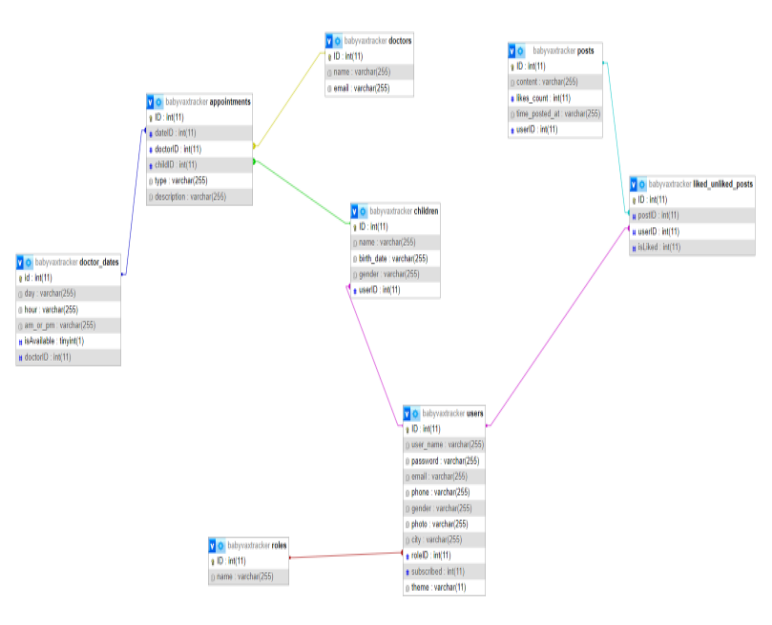 babyvaxtracker doctors
ID : int(11)
name : varchar(255)
email : varchar(255)
babyvaxtracker posts
ID : int(11)
content : varchar(255)
likes_count : int(11)
time_posted_at : varchar(255)
userID : int(11)
babyvaxtracker appointments
ID : int(11)
dateID : int(11)
doctorID : int(11)
childID : int(11)
type : varchar(255)
description : varchar(255)
babyvaxtracker liked_unliked_posts
ID : int(11)
postID : int(11)
userID : int(11)
isLiked : int(11)
babyvaxtracker children
ID : int(11)
name : varchar(255)
birth_date : varchar(255)
gender : varchar(255)
userID : int(11)
babyvaxtracker doctor_dates
id : int(11)
day : varchar(255)
hour : varchar(255)
am_or_pm : varchar(255)
isAvailable : tinyint(1)
doctorID : int(11)
babyvaxtracker users
ID : int(11)
user_name : varchar(255)
password : varchar(255)
email : varchar(255)
phone : varchar(255)
gender : varchar(255)
photo : varchar(255)
city : varchar(255)
roleID : int(11)
subscribed : int(11)
theme : varchar(11)
babyvaxtracker roles
ID : int(11)
name : varchar(255)